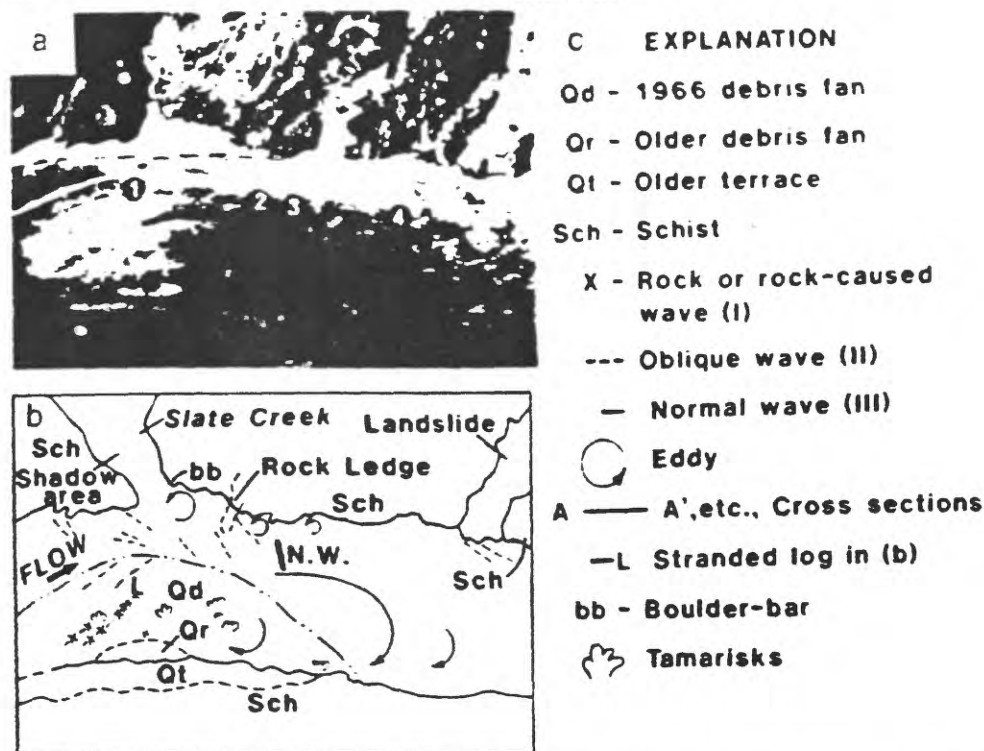 a
1
2
3
4
b
Slate Creek
Landslide
Sch
bb
Shadow
Rock Ledge
area
Sch
FLOW
N.W.
Sch
L
Qd
Qr
Qt
Sch
C EXPLANATION
Qd - 1966 debris fan
Qr - Older debris fan
Qt - Older terrace
Sch - Schist
X - Rock or rock-caused
wave (I)
--- Oblique wave (II)
— Normal wave (III)
Eddy
A —— A', etc., Cross sections
—L Stranded log in (b)
bb - Boulder-bar
Tamarisks